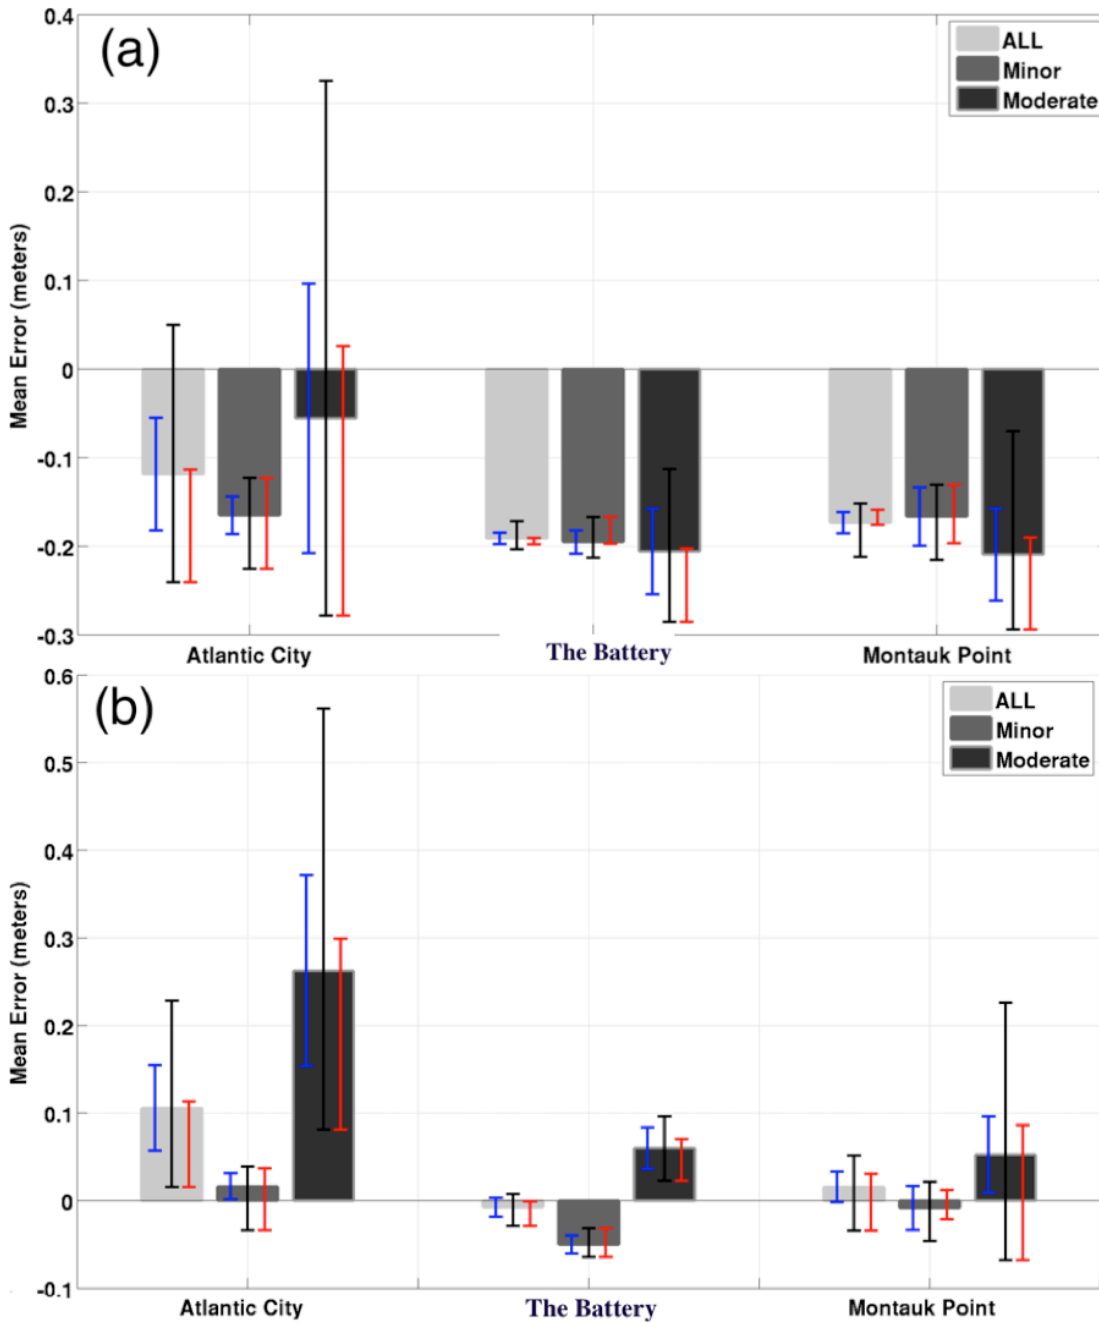 (a)
ALL
Minor
Moderate
Mean Error (meters)
0.4
0.3
0.2
0.1
0
-0.1
-0.2
-0.3
Atlantic City The Battery Montauk Point
(b)
ALL
Minor
Moderate
Mean Error (meters)
0.6
0.5
0.4
0.3
0.2
0.1
0
-0.1
Atlantic City The Battery Montauk Point